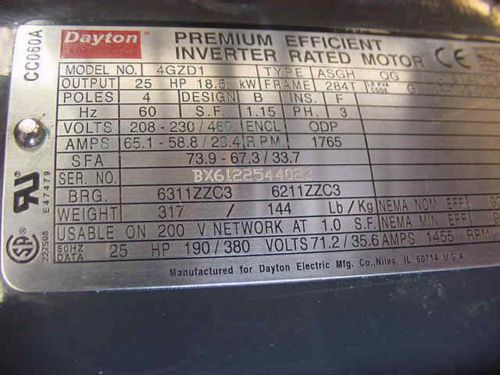 CC060A
Dayton
PREMIUM EFFICIENT
INVERTER RATED MOTOR CE
MODEL NO. 4GZD1 TYPE ASGH QG
OUTPUT 25 HP 18.5 kW FRAME 284T CODE G
POLES 4 DESIGN B INS. F
Hz 60 S.F. 1.15 PH. 3
VOLTS 208-230/460 ENCL ODP
AMPS 65.1-58.8/29.4 R.P.M. 1765
SFA 73.9-67.3/33.7
SER. NO.
BRG. 6311ZZC3 6211ZZC3
WEIGHT 317 / 144 Lb/Kg NEMA NOM EFF
USABLE ON 200 V NETWORK AT 1.0 S.F. NEMA
50HZ DATA 25 HP 190/380 VOLTS 71.2/35.6 AMPS 1455 RPM
Manufactured for Dayton Electric Mfg. Co., Niles, IL 60714 U.S.A.
E47479
SP